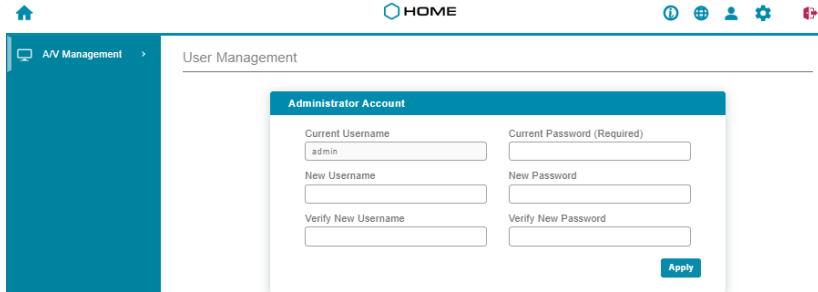 HOME
A/V Management
User Management
Administrator Account
Current Username
Current Password (Required)
admin
New Username
New Password
Verify New Username
Verify New Password
Apply